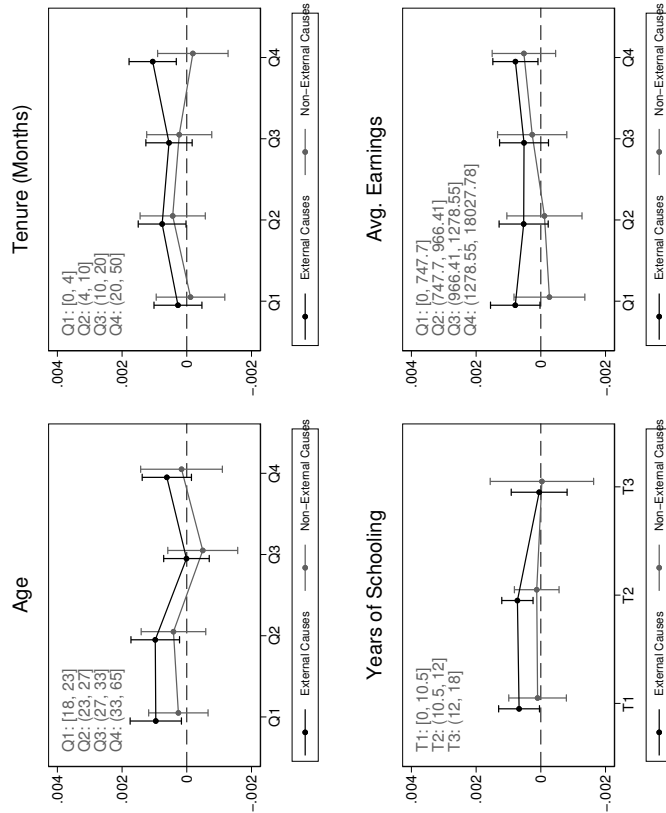 Age
Q1: [18, 23]
Q2: (23, 27]
Q3: (27, 33]
Q4: (33, 65]
.004
.002
0
-.002
Q1 Q2 Q3 Q4
External Causes Non-External Causes
Tenure (Months)
Q1: [0, 4]
Q2: (4, 10]
Q3: (10, 20]
Q4: (20, 50]
.004
.002
0
-.002
Q1 Q2 Q3 Q4
External Causes Non-External Causes
Years of Schooling
T1: [0, 10.5]
T2: (10.5, 12]
T3: (12, 18]
.004
.002
0
-.002
T1 T2 T3
External Causes Non-External Causes
Avg. Earnings
Q1: [0, 747.7]
Q2: (747.7, 966.41]
Q3: (966.41, 1278.55]
Q4: (1278.55, 18027.78]
.004
.002
0
-.002
Q1 Q2 Q3 Q4
External Causes Non-External Causes